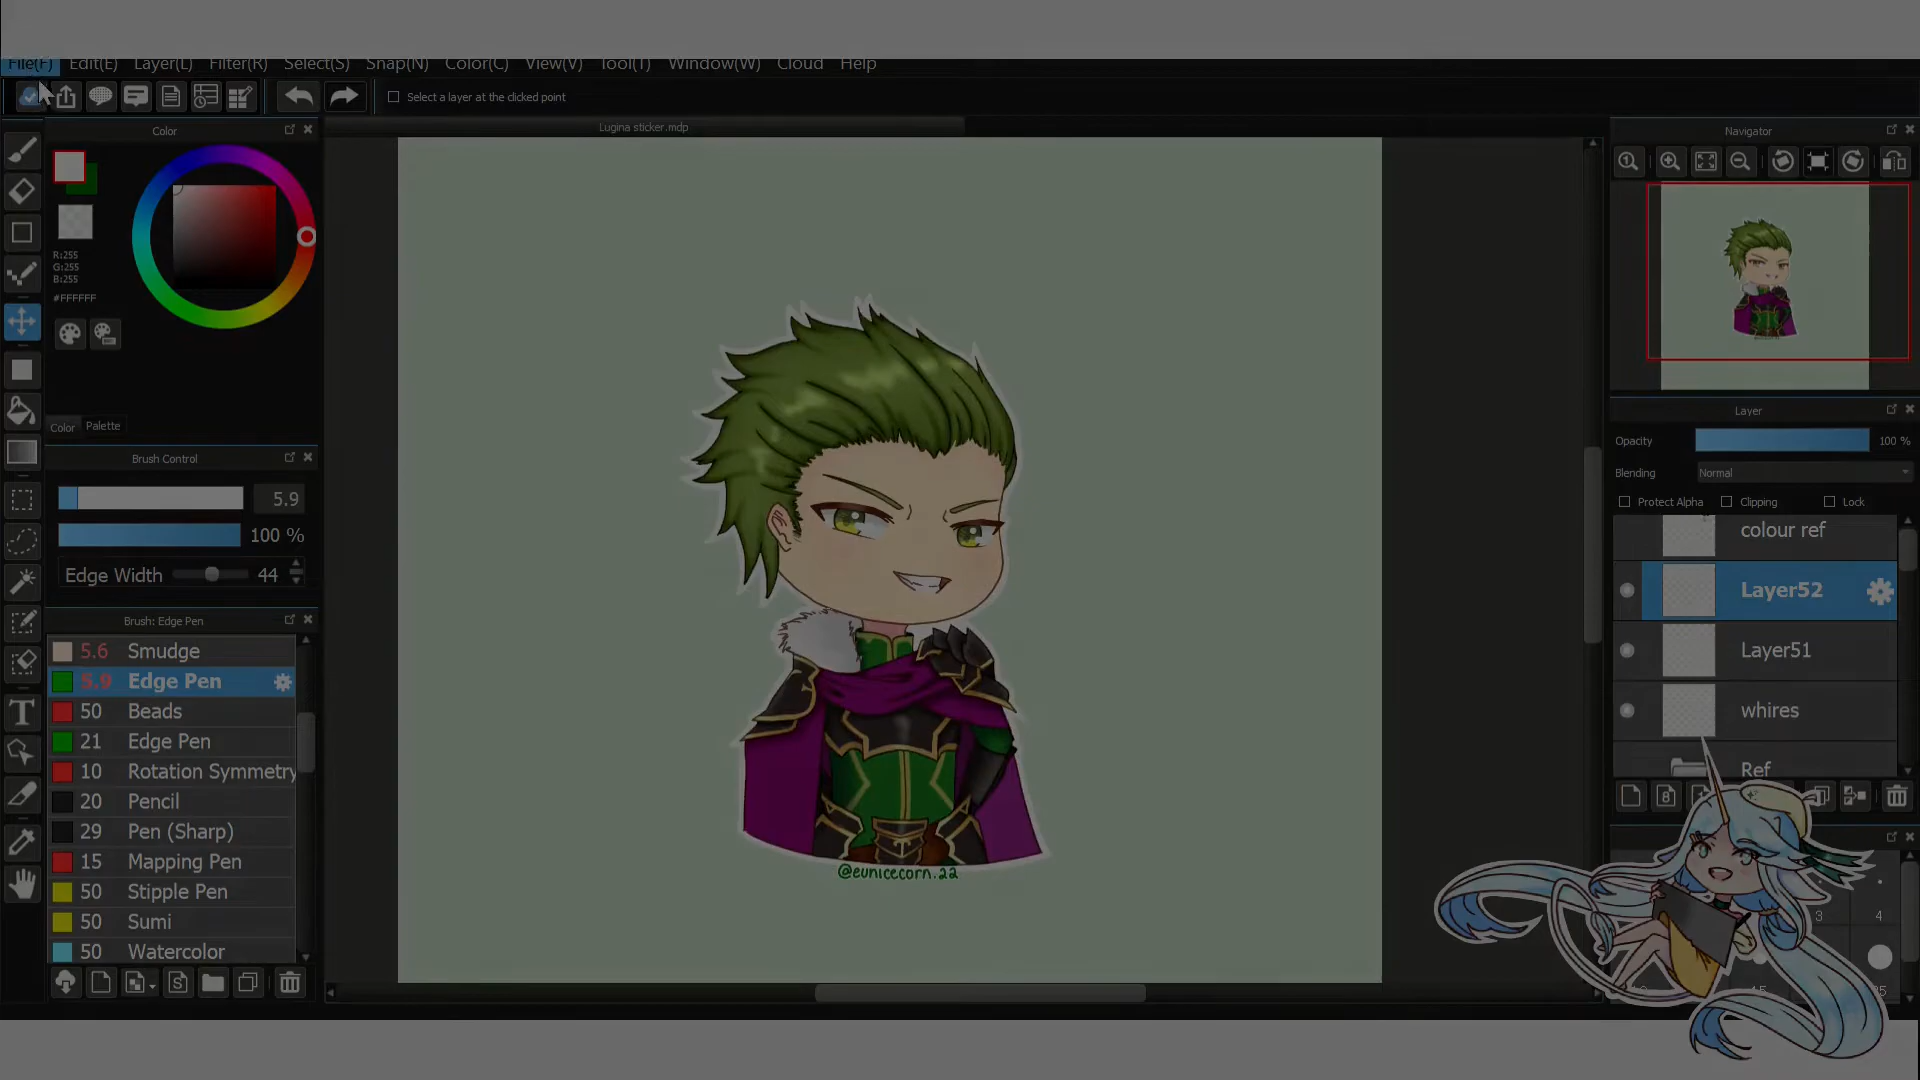 File(F) Edit(E) Layer(L) Filter(R) Select(S) Snap(N) Color(C) View(V) Tool(T) Window(W) Cloud Help
Select a layer at the clicked point
Color
Lugina sticker.mdp
Navigator
R:255
G:255
B:255
#FFFFFF
Color Palette
Brush Control
5.9
100 %
Edge Width 44
Brush: Edge Pen
5.6 Smudge
5.9 Edge Pen
50 Beads
21 Edge Pen
10 Rotation Symmetry
20 Pencil
29 Pen (Sharp)
15 Mapping Pen
50 Stipple Pen
50 Sumi
50 Watercolor
@eunicecorn.22
Layer
Opacity 100 %
Blending Normal
Protect Alpha Clipping Lock
colour ref
Layer52
Layer51
whires
Ref
3 4